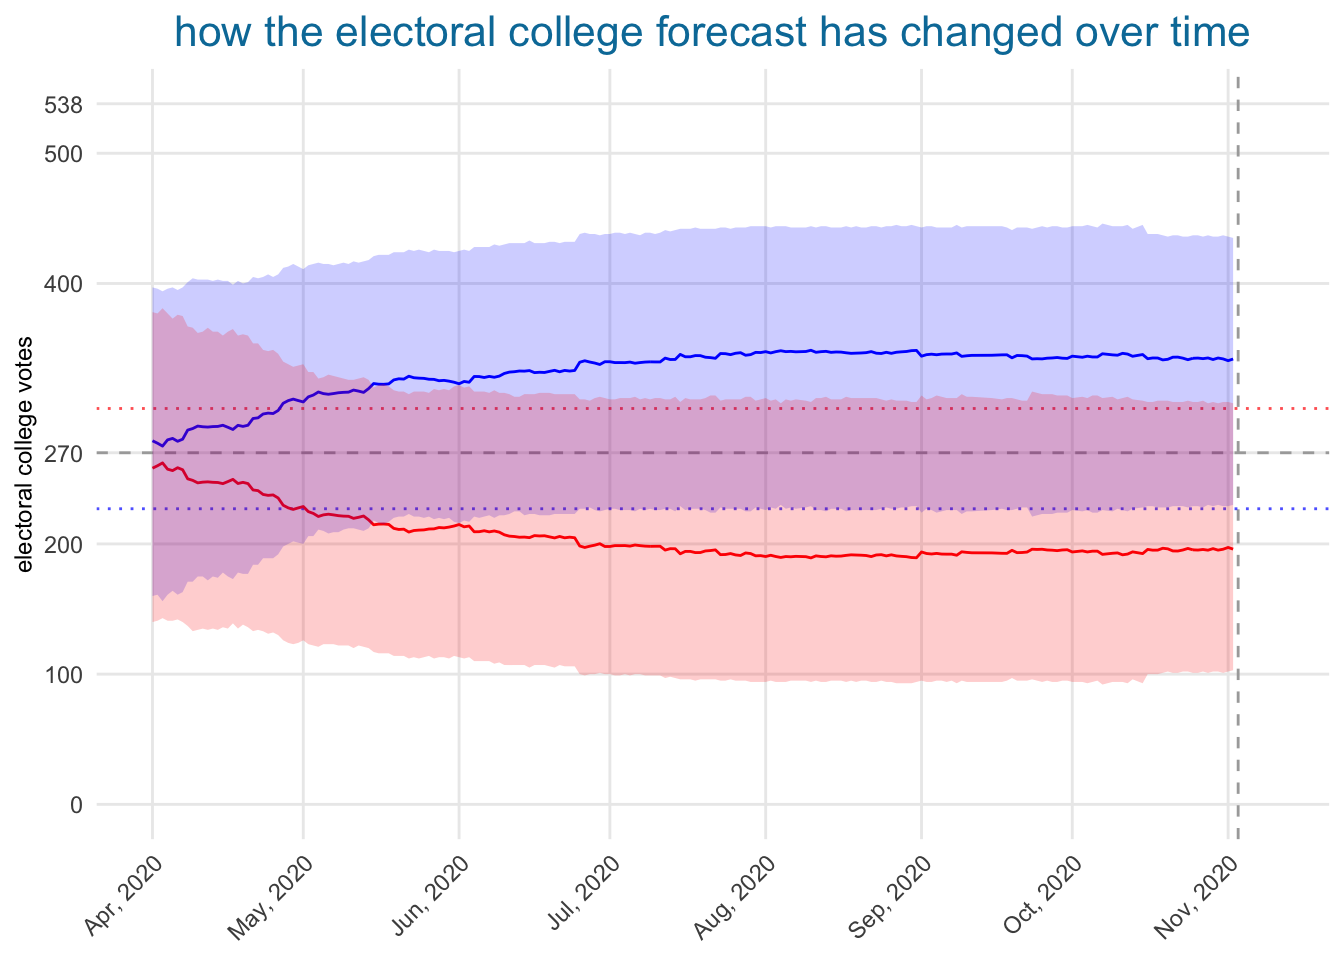 how the electoral college forecast has changed over time
538
500
400
270
200
100
0
electoral college votes
Apr, 2020
May, 2020
Jun, 2020
Jul, 2020
Aug, 2020
Sep, 2020
Oct, 2020
Nov, 2020